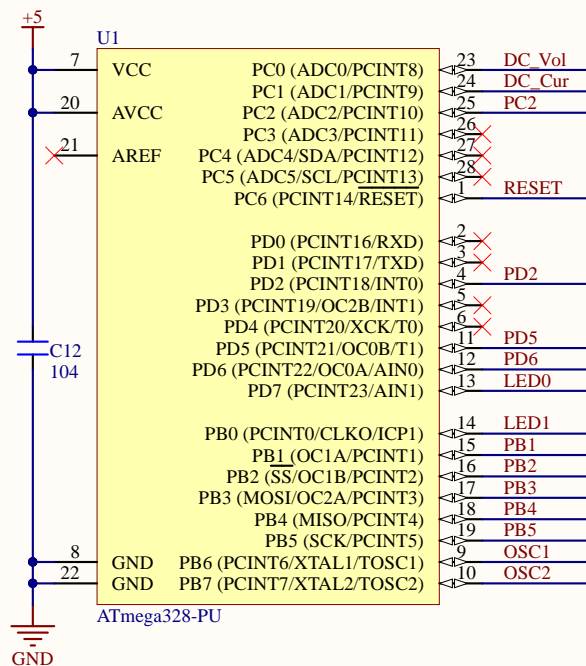 +5
U1
7 VCC PC0 (ADC0/PCINT8) 23 DC_Vol
PC1 (ADC1/PCINT9) 24 DC_Cur
20 AVCC PC2 (ADC2/PCINT10) 25 PC2
PC3 (ADC3/PCINT11) 26
21 AREF PC4 (ADC4/SDA/PCINT12) 27
PC5 (ADC5/SCL/PCINT13) 28
PC6 (PCINT14/RESET) 1 RESET
PD0 (PCINT16/RXD) 2
PD1 (PCINT17/TXD) 3
PD2 (PCINT18/INT0) 4 PD2
PD3 (PCINT19/OC2B/INT1) 5
PD4 (PCINT20/XCK/T0) 6
C12 PD5 (PCINT21/OC0B/T1) 11 PD5
104 PD6 (PCINT22/OC0A/AIN0) 12 PD6
PD7 (PCINT23/AIN1) 13 LED0
PB0 (PCINT0/CLKO/ICP1) 14 LED1
PB1 (OC1A/PCINT1) 15 PB1
PB2 (SS/OC1B/PCINT2) 16 PB2
PB3 (MOSI/OC2A/PCINT3) 17 PB3
PB4 (MISO/PCINT4) 18 PB4
PB5 (SCK/PCINT5) 19 PB5
8 GND PB6 (PCINT6/XTAL1/TOSC1) 9 OSC1
22 GND PB7 (PCINT7/XTAL2/TOSC2) 10 OSC2
ATmega328-PU
GND